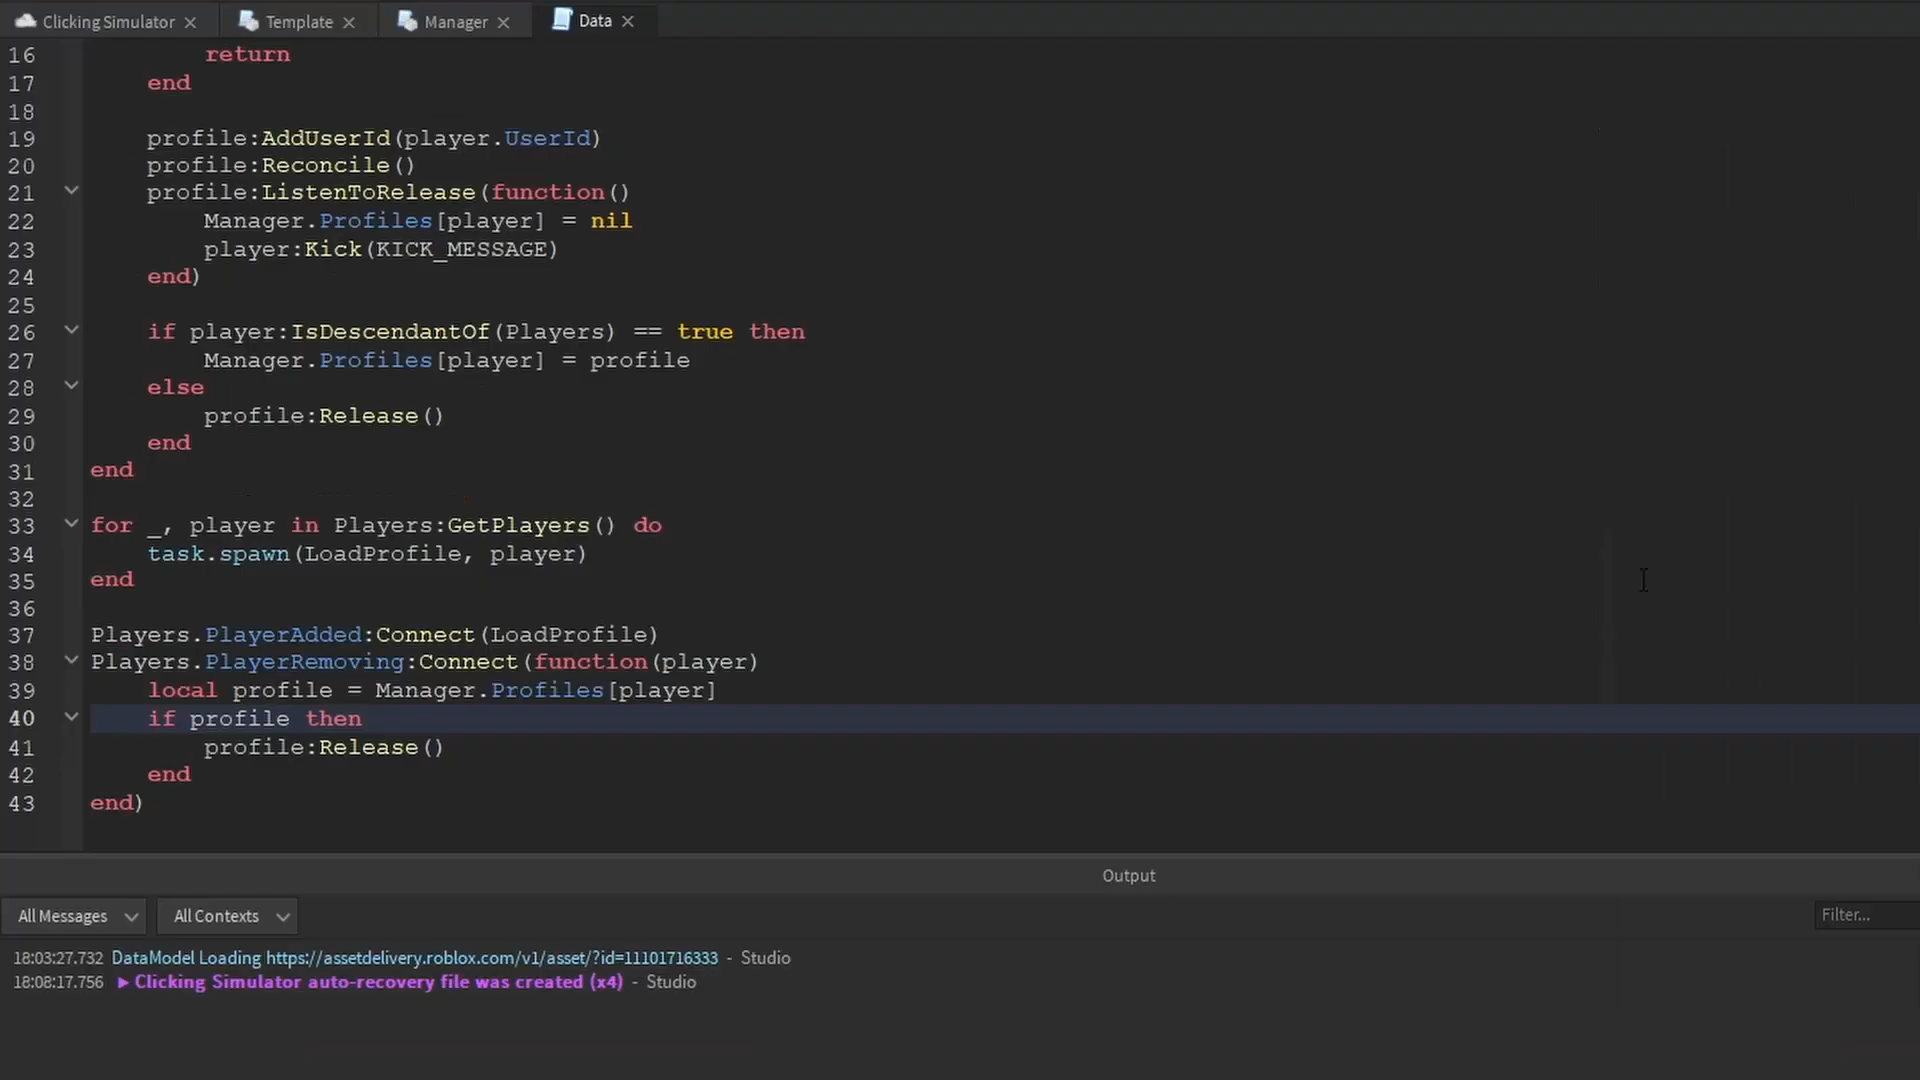 Clicking Simulator Template Manager Data
16 return
17 end
18
19 profile:AddUserId(player.UserId)
20 profile:Reconcile()
21 profile:ListenToRelease(function()
22 Manager.Profiles[player] = nil
23 player:Kick(KICK_MESSAGE)
24 end)
25
26 if player:IsDescendantOf(Players) == true then
27 Manager.Profiles[player] = profile
28 else
29 profile:Release()
30 end
31 end
32
33 for _, player in Players:GetPlayers() do
34 task.spawn(LoadProfile, player)
35 end
36
37 Players.PlayerAdded:Connect(LoadProfile)
38 Players.PlayerRemoving:Connect(function(player)
39 local profile = Manager.Profiles[player]
40 if profile then
41 profile:Release()
42 end
43 end)
Output
All Messages All Contexts Filter...
18:03:27.732 DataModel Loading https://assetdelivery.roblox.com/v1/asset/?id=11101716333 - Studio
18:08:17.756 Clicking Simulator auto-recovery file was created (x4) - Studio